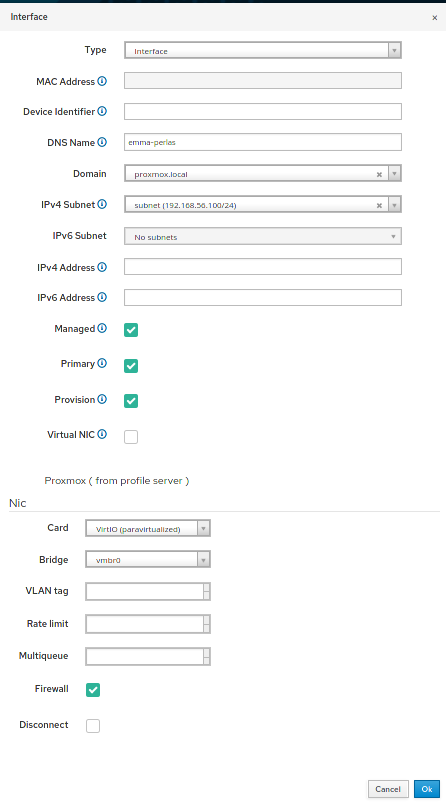 Interface ×
Type Interface
MAC Address
Device Identifier
DNS Name emma-perlas
Domain proxmox.local
IPv4 Subnet subnet (192.168.56.100/24)
IPv6 Subnet No subnets
IPv4 Address
IPv6 Address
Managed
Primary
Provision
Virtual NIC
Proxmox ( from profile server )
Nic
Card VirtIO (paravirtualized)
Bridge vmbr0
VLAN tag
Rate limit
Multiqueue
Firewall
Disconnect
Cancel Ok